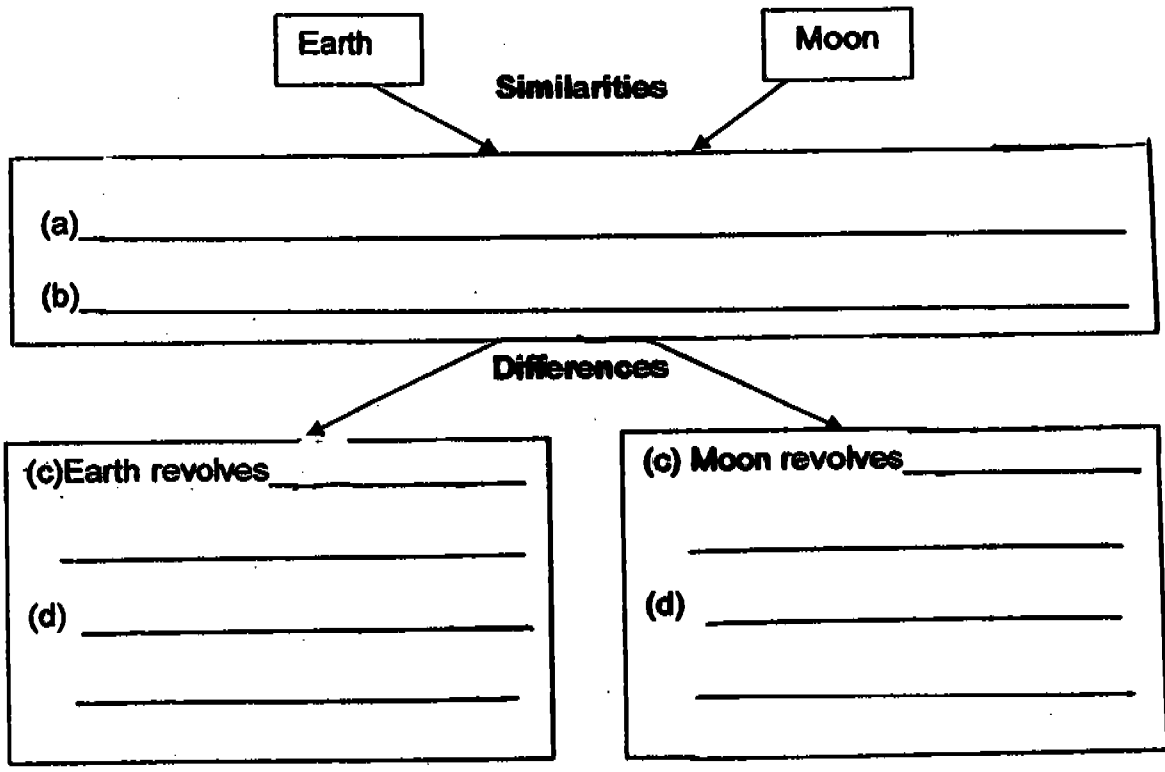 Earth
Moon
Similarities
(a)
(b)
Differences
(c)Earth revolves
(d)
(c) Moon revolves
(d)